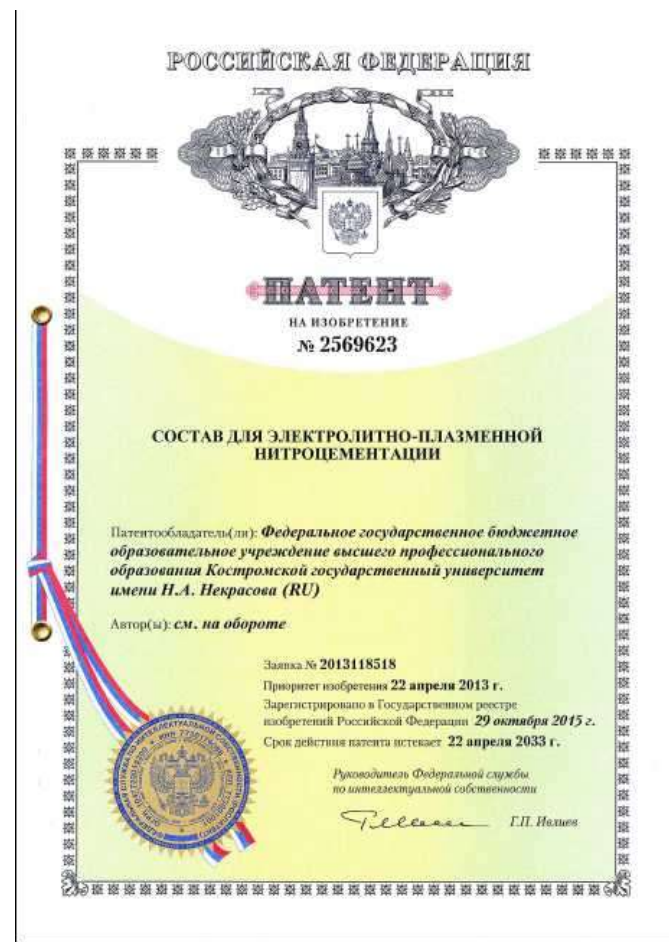 РОССИЙСКАЯ ФЕДЕРАЦИЯ
ПАТЕНТ
НА ИЗОБРЕТЕНИЕ
№ 2569623
СОСТАВ ДЛЯ ЭЛЕКТРОЛИТНО-ПЛАЗМЕННОЙ
НИТРОЦЕМЕНТАЦИИ
Патентообладатель(ли): Федеральное государственное бюджетное
образовательное учреждение высшего профессионального
образования Костромской государственный университет
имени Н.А. Некрасова (RU)
Автор(ы): см. на обороте
Заявка № 2013118518
Приоритет изобретения 22 апреля 2013 г.
Зарегистрировано в Государственном реестре
изобретений Российской Федерации 29 октября 2015 г.
Срок действия патента истекает 22 апреля 2033 г.
Руководитель Федеральной службы
по интеллектуальной собственности
Г.П. Ивлиев